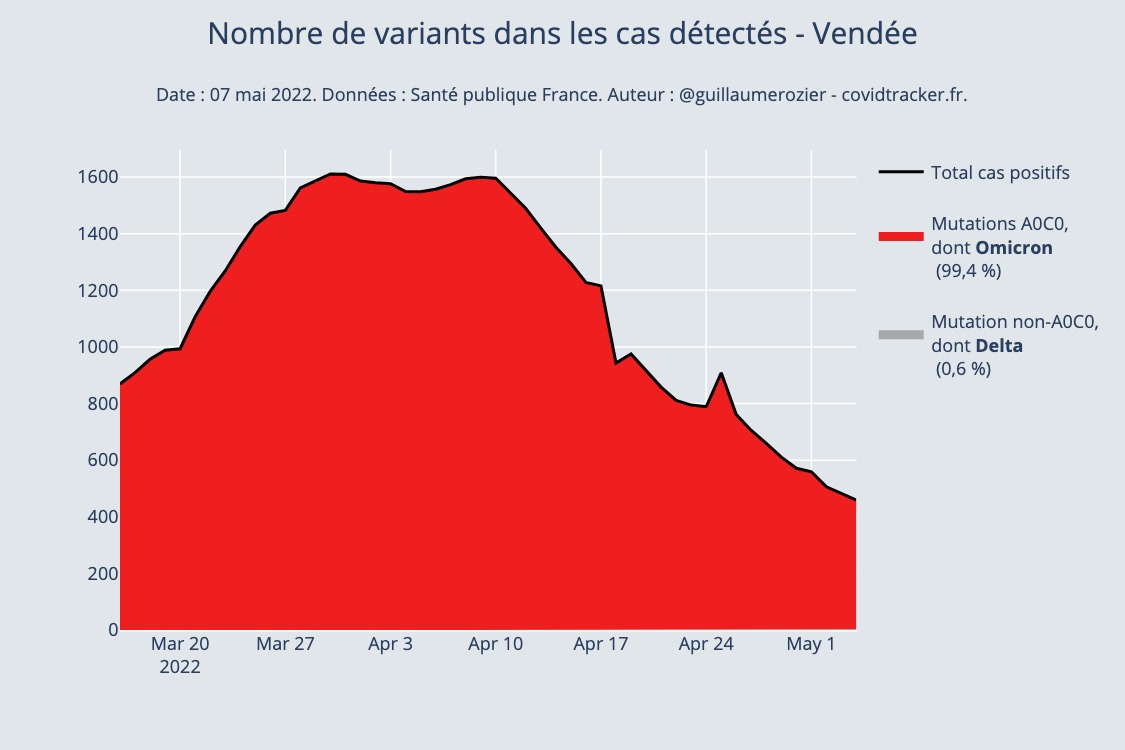 Nombre de variants dans les cas détectés - Vendée
Date : 07 mai 2022. Données : Santé publique France. Auteur : @guillaumerozier - covidtracker.fr.
1600
1400
1200
1000
800
600
400
200
0
Mar 20
2022
Mar 27
Apr 3
Apr 10
Apr 17
Apr 24
May 1
Total cas positifs
Mutations A0C0,
dont Omicron
(99,4 %)
Mutation non-A0C0,
dont Delta
(0,6 %)